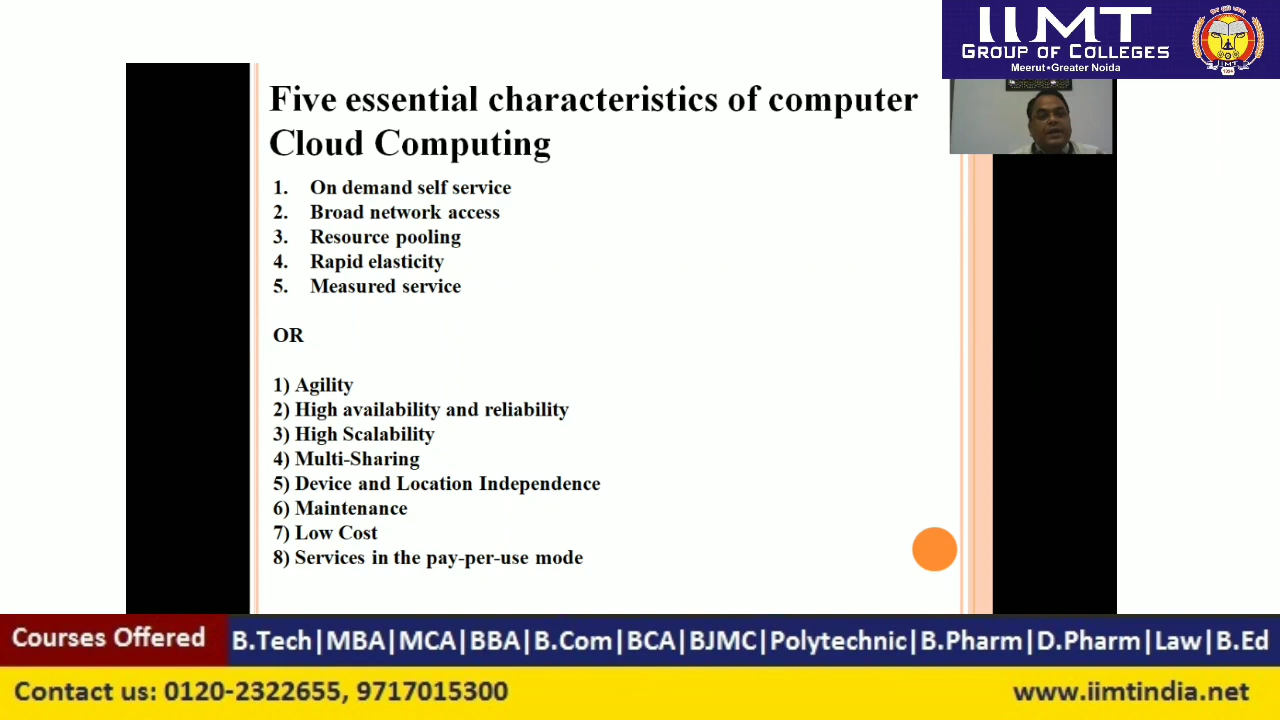 IIMT
GROUP OF COLLEGES
Meerut•Greater Noida
Five essential characteristics of computer
Cloud Computing
1. On demand self service
2. Broad network access
3. Resource pooling
4. Rapid elasticity
5. Measured service
OR
1) Agility
2) High availability and reliability
3) High Scalability
4) Multi-Sharing
5) Device and Location Independence
6) Maintenance
7) Low Cost
8) Services in the pay-per-use mode
Courses Offered B.Tech|MBA|MCA|BBA|B.Com|BCA|BJMC|Polytechnic|B.Pharm|D.Pharm|Law|B.Ed
Contact us: 0120-2322655, 9717015300 www.iimtindia.net